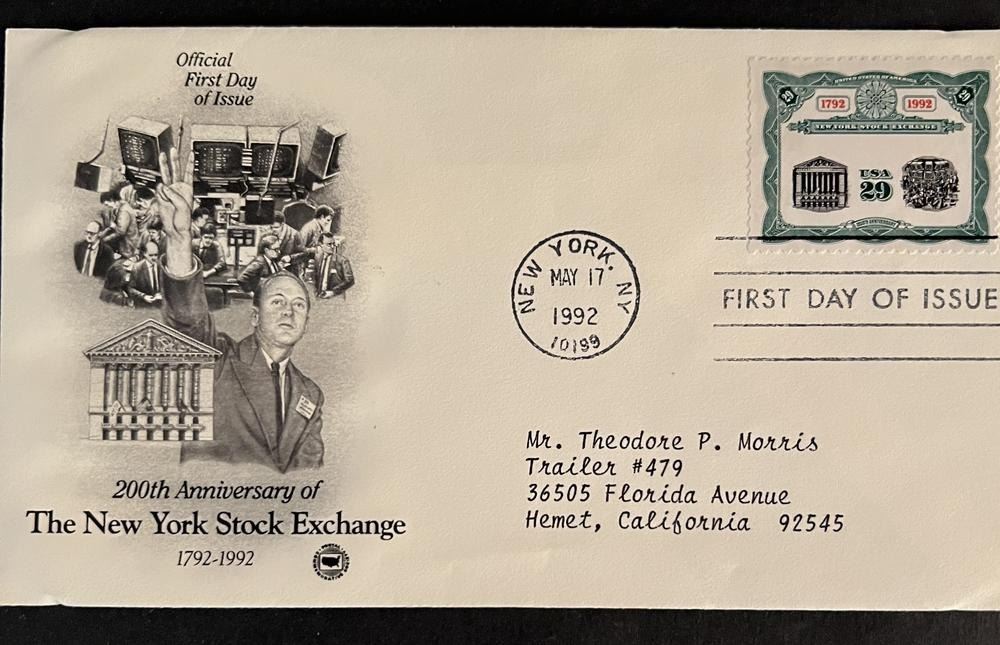 Official
First Day
of Issue
200th Anniversary of
The New York Stock Exchange
1792-1992
UNITED STATES OF AMERICA
29
29
1792
1992
NEW YORK STOCK EXCHANGE
USA
29
NEW YORK, NY
MAY 17
1992
10199
FIRST DAY OF ISSUE
Mr. Theodore P. Morris
Trailer #479
36505 Florida Avenue
Hemet, California 92545